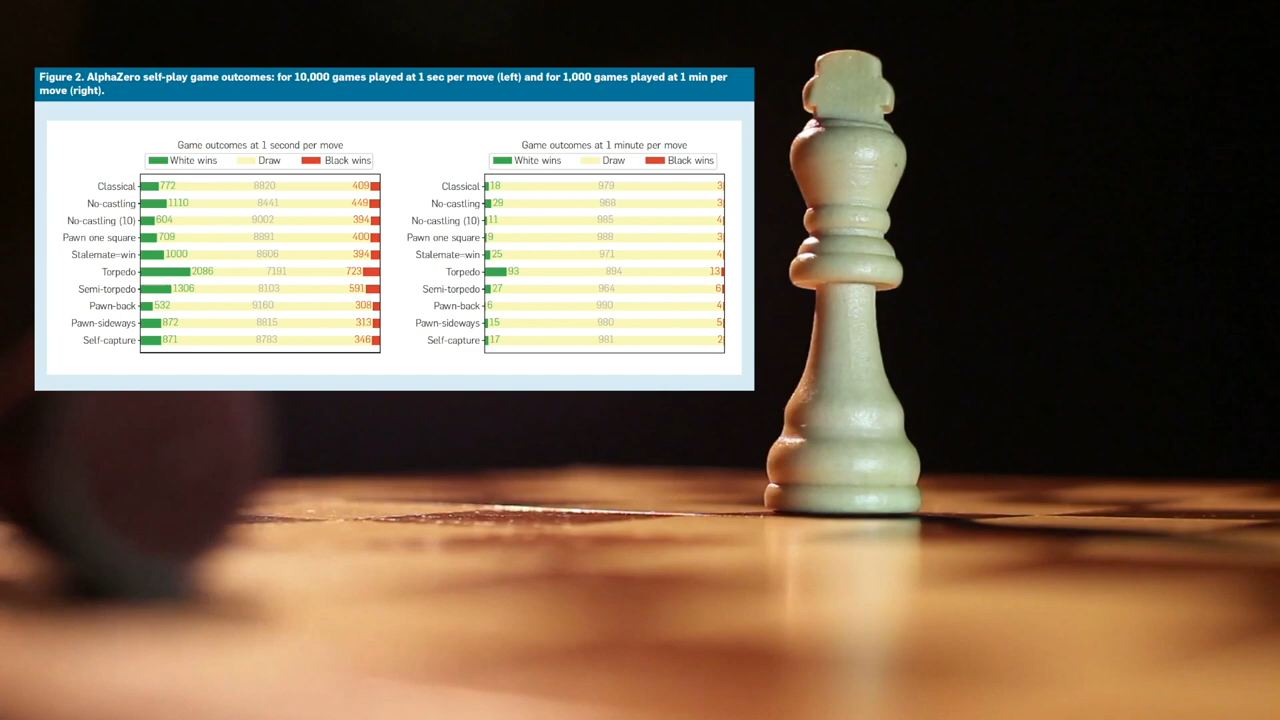 Figure 2. AlphaZero self-play game outcomes: for 10,000 games played at 1 sec per move (left) and for 1,000 games played at 1 min per
move (right).
Game outcomes at 1 second per move
White wins Draw Black wins
Classical 772 8820 409
No-castling 1110 8441 449
No-castling (10) 604 9002 394
Pawn one square 709 8891 400
Stalemate=win 1000 8606 394
Torpedo 2086 7191 723
Semi-torpedo 1306 8103 591
Pawn-back 532 9160 308
Pawn-sideways 872 8815 313
Self-capture 871 8783 346
Game outcomes at 1 minute per move
White wins Draw Black wins
Classical 18 979 3
No-castling 29 968 3
No-castling (10) 11 985 4
Pawn one square 9 988 3
Stalemate=win 25 971 4
Torpedo 93 894 13
Semi-torpedo 27 964 6
Pawn-back 6 990 4
Pawn-sideways 15 980 5
Self-capture 17 981 2